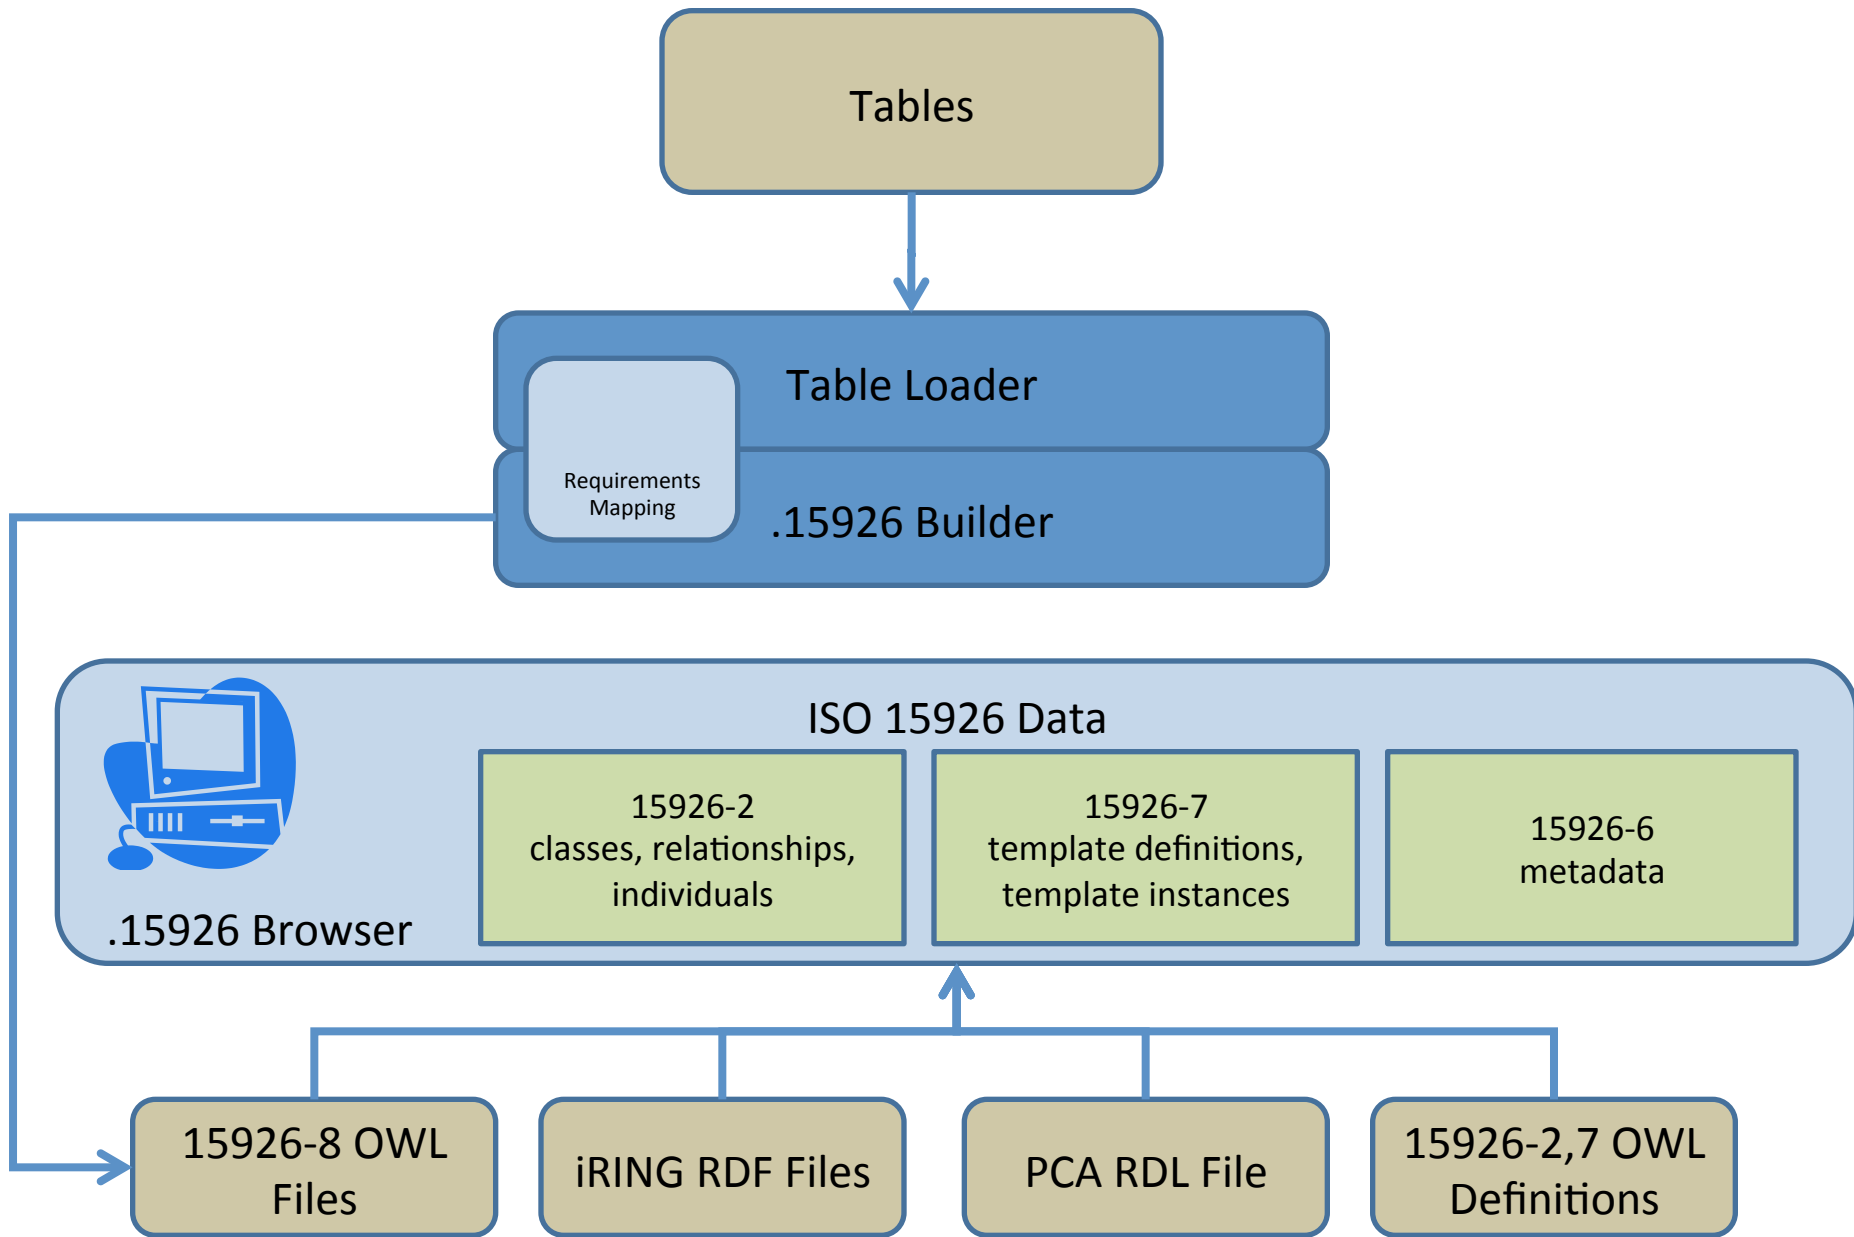 Tables
Table Loader
Requirements
Mapping
.15926 Builder
ISO 15926 Data
15926-2
classes, relationships,
individuals
15926-7
template definitions,
template instances
15926-6
metadata
.15926 Browser
15926-8 OWL
Files
iRING RDF Files
PCA RDL File
15926-2,7 OWL
Definitions